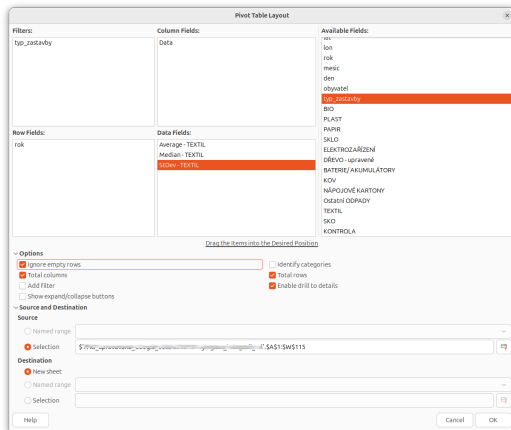 Pivot Table Layout
Filters:
typ_zastavby
Column Fields:
Data
Available Fields:
lat
lon
rok
mesic
den
obyvatel
typ_zastavby
BIO
PLAST
PAPIR
SKLO
ELEKTROZAŘÍZENÍ
DŘEVO - upravené
BATERIE/ AKUMULÁTORY
KOV
NÁPOJOVÉ KARTONY
Ostatní ODPADY
TEXTIL
SKO
KONTROLA
Row Fields:
rok
Data Fields:
Average - TEXTIL
Median - TEXTIL
StDev - TEXTIL
Drag the Items into the Desired Position
Options
Ignore empty rows
Identify categories
Total columns
Total rows
Add filter
Enable drill to details
Show expand/collapse buttons
Source and Destination
Source
Named range
Selection
'.$A$1:$W$115
Destination
New sheet
Named range
Selection
Help
Cancel
OK